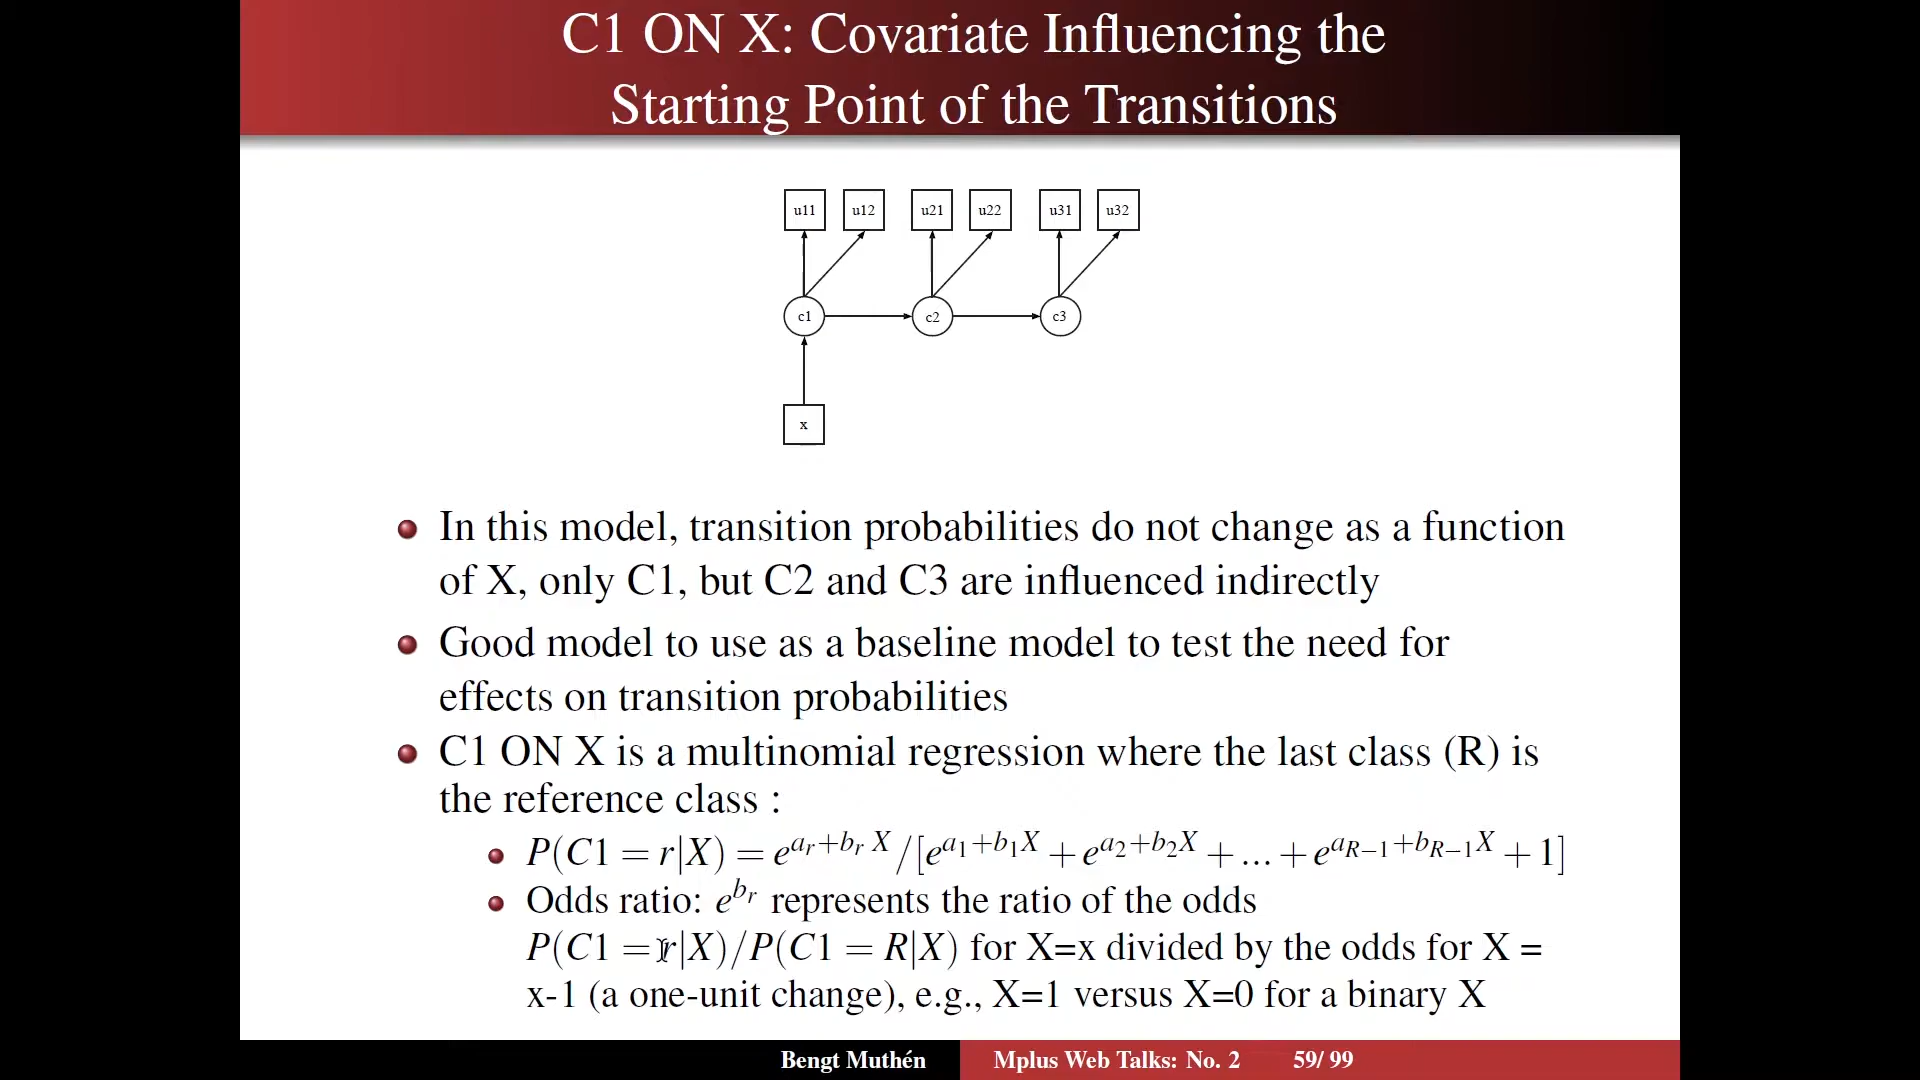 C1 ON X: Covariate Influencing the
Starting Point of the Transitions
u11 u12 u21 u22 u31 u32
c1 c2 c3
x
In this model, transition probabilities do not change as a function
of X, only C1, but C2 and C3 are influenced indirectly
Good model to use as a baseline model to test the need for
effects on transition probabilities
C1 ON X is a multinomial regression where the last class (R) is
the reference class :
P(C1 = r|X) = e^{a_r+b_r X}/[e^{a_1+b_1X} + e^{a_2+b_2X} + ... + e^{a_{R−1}+b_{R−1}X} + 1]
Odds ratio: e^{b_r} represents the ratio of the odds
P(C1 = r|X)/P(C1 = R|X) for X=x divided by the odds for X =
x-1 (a one-unit change), e.g., X=1 versus X=0 for a binary X
Bengt Muthén Mplus Web Talks: No. 2 59/ 99